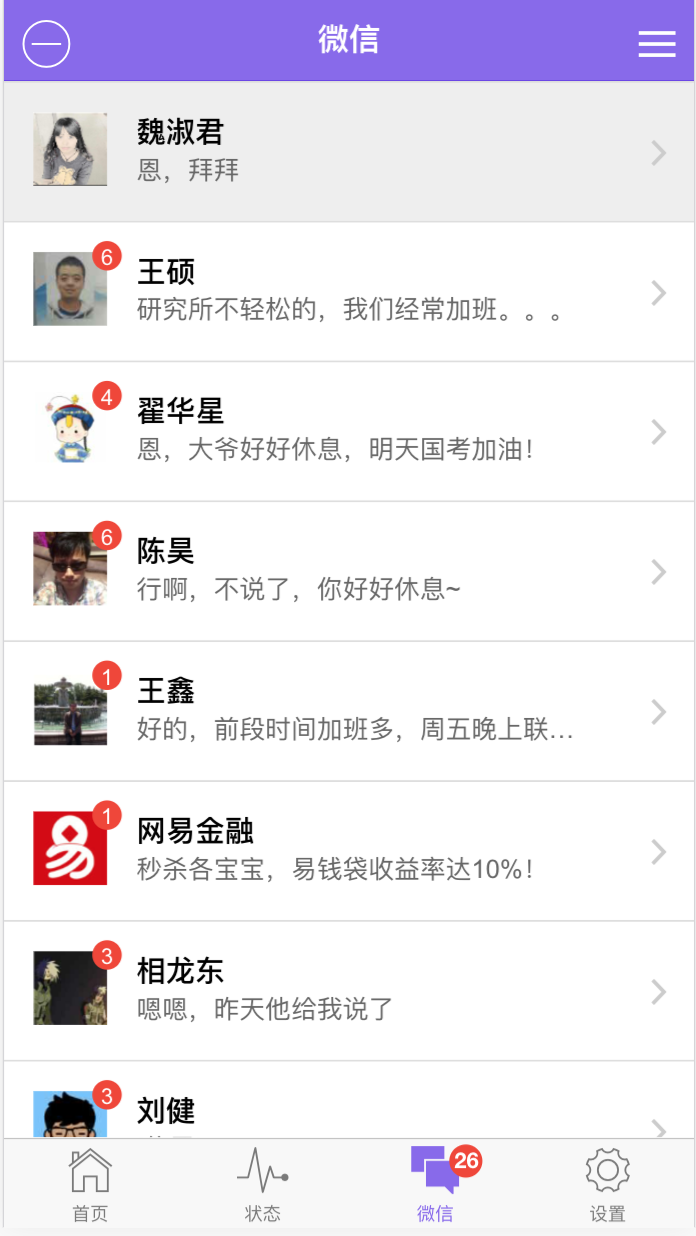 微信
魏淑君
恩，拜拜
6
王硕
研究所不轻松的，我们经常加班。。。
4
翟华星
恩，大爷好好休息，明天国考加油！
6
陈昊
行啊，不说了，你好好休息~
1
王鑫
好的，前段时间加班多，周五晚上联...
1
网易金融
秒杀各宝宝，易钱袋收益率达10%！
3
相龙东
嗯嗯，昨天他给我说了
3
刘健
26
首页
状态
微信
设置